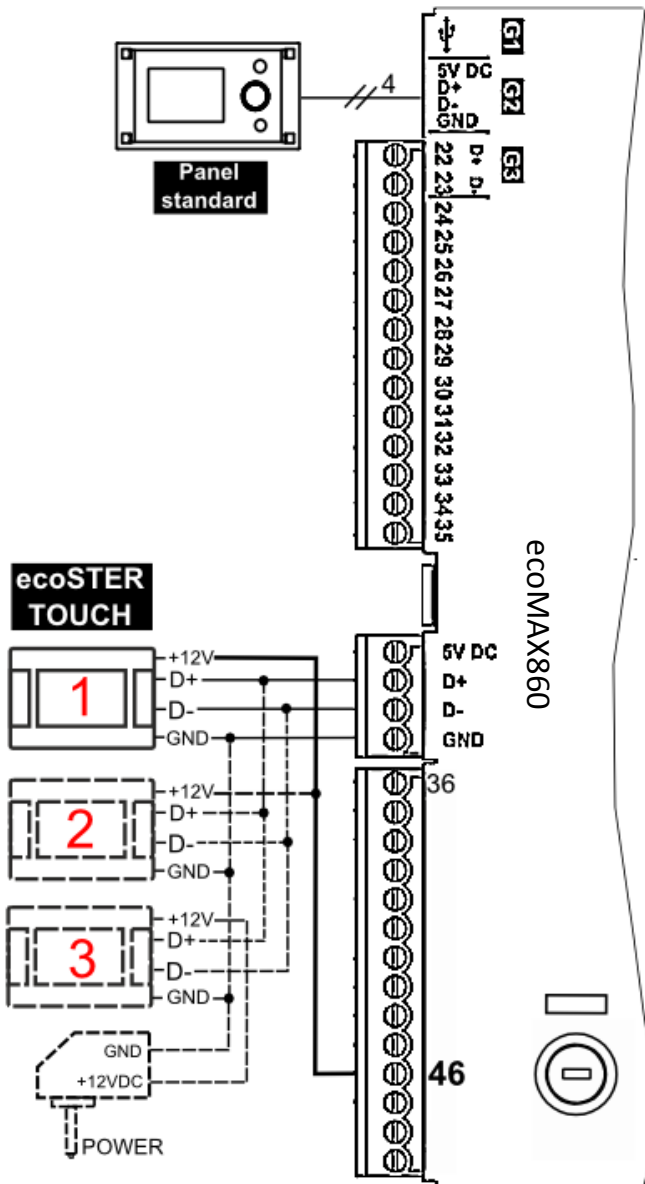 G1
5V DC
D+
D-
GND
G2
4
Panel
standard
22 D+
23 D-
G3
24
25
26
27
28
29
30
31
32
33
34
35
ecoMAX860
ecoSTER
TOUCH
1
+12V
D+
D-
GND
5V DC
D+
D-
GND
2
+12V
D+
D-
GND
36
3
+12V
D+
D-
GND
GND
+12VDC
46
POWER